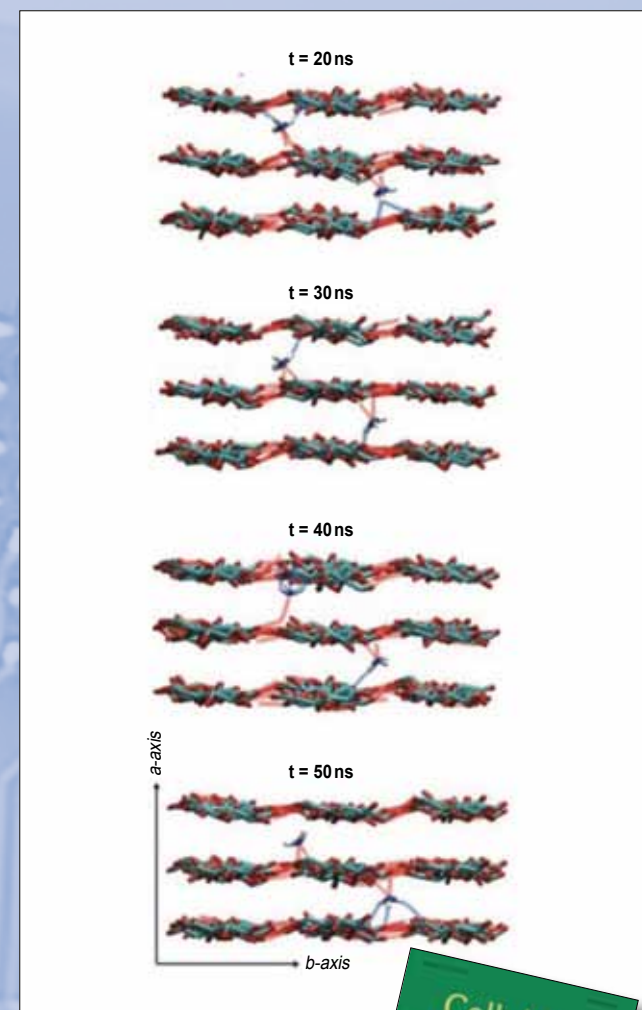 t = 20 ns
t = 30 ns
t = 40 ns
t = 50 ns
a-axis
b-axis